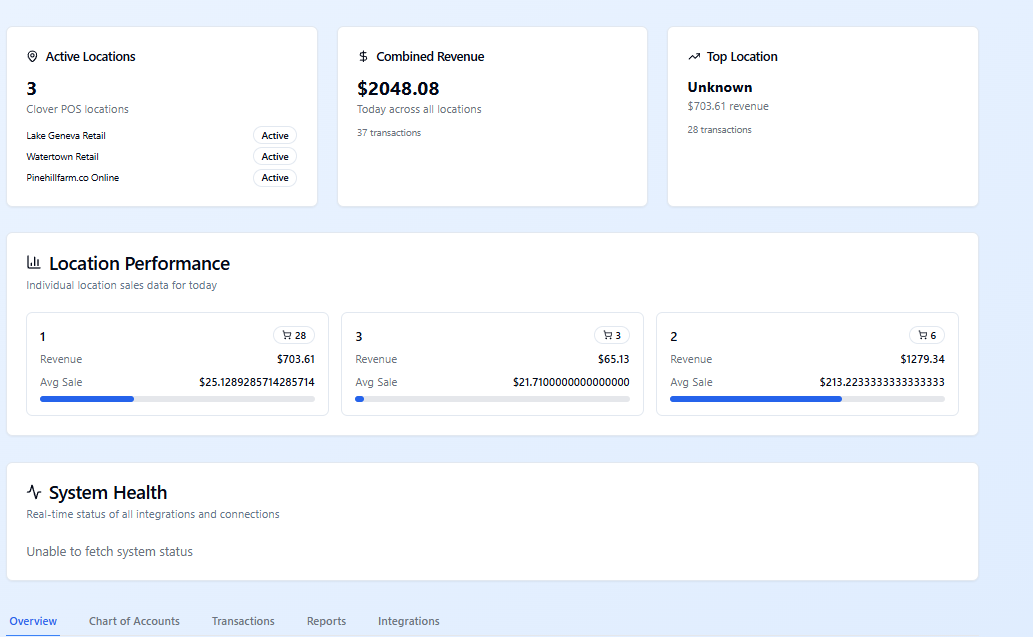 Active Locations
3
Clover POS locations
Lake Geneva Retail Active
Watertown Retail Active
Pinehillfarm.co Online Active
Combined Revenue
$2048.08
Today across all locations
37 transactions
Top Location
Unknown
$703.61 revenue
28 transactions
Location Performance
Individual location sales data for today
1 28
Revenue $703.61
Avg Sale $25.1289285714285714
3 3
Revenue $65.13
Avg Sale $21.7100000000000000
2 6
Revenue $1279.34
Avg Sale $213.2233333333333333
System Health
Real-time status of all integrations and connections
Unable to fetch system status
Overview Chart of Accounts Transactions Reports Integrations